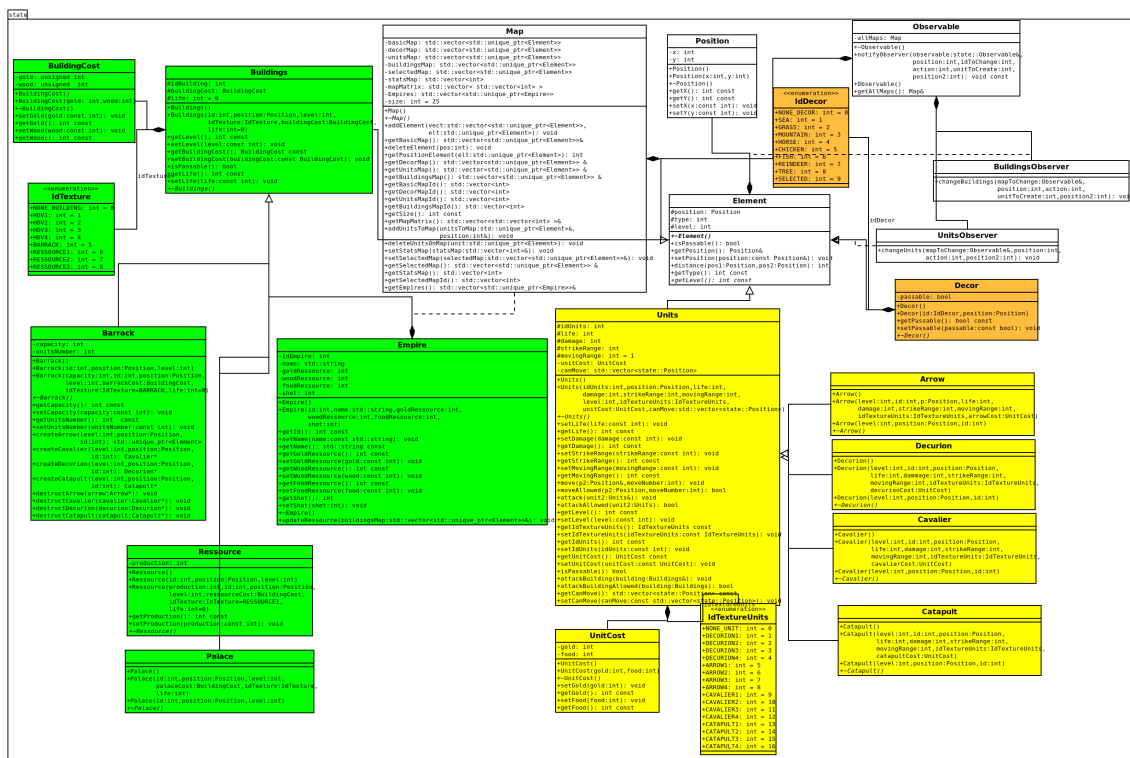 state
BuildingCost
-gold: unsigned int
-wood: unsigned  int
+BuildingCost()
+BuildingCost(gold: int,wood:int
+~BuildingCost()
+setGold(gold:const int): void
+getGold(): int const
+setWood(wood:const int): void
+getWood(): int const
Buildings
#idBuilding: int
#buildingCost: BuildingCost
#life: int = 0
+Buildings()
+Buildings(id:int,position:Position,level:int,
idTexture:IdTexture,buildingCost:BuildingCost,
life:int=0)
+getLevel(): int const
+setLevel(level:const int): void
+getBuildingCost(): BuildingCost const
+setBuildingCost(buildingCost:const BuildingCost): void
+isPassable(): bool
+getLife(): int const
+setLife(life:const int): void
+~Buildings()
idTexture
<<enumeration>>
IdTexture
+NONE_BUILDING: int = 0
+HDV1: int = 1
+HDV2: int = 2
+HDV3: int = 3
+HDV4: int = 4
+BARRACK: int = 5
+RESSOURCE1: int = 6
+RESSOURCE2: int = 7
+RESSOURCE3: int = 8
Map
-basicMap: std::vector<std::unique_ptr<Element>>
-decorMap: std::vector<std::unique_ptr<Element>>
-unitsMap: std::vector<std::unique_ptr<Element>>
-buildingsMap: std::vector<std::unique_ptr<Element>>
-selectedMap: std::vector<std::unique_ptr<Element>>
-statsMap: std::vector<int>
-mapMatrix: std::vector< std::vector<int> >
-Empires: std::vector<std::unique_ptr<Empire>>
-size: int = 25
+Map()
+~Map()
+addElement(vect:std::vector<std::unique_ptr<Element>>,
elt:std::unique_ptr<Element>): void
+getBasicMap(): std::vector<std::unique_ptr<Element>>&
+deleteElement(pos:int): void
+getPositionElement(elt:std::unique_ptr<Element>): int
+getDecorMap(): std::vector<std::unique_ptr<Element>> &
+getUnitsMap(): std::vector<std::unique_ptr<Element>> &
+getBuildingsMap(): std::vector<std::unique_ptr<Element>> &
+getBasicMapId(): std::vector<int>
+getDecorMapId(): std::vector<int>
+getUnitsMapId(): std::vector<int>
+getBuildingsMapId(): std::vector<int>
+getSize(): int const
+getMapMatrix(): std::vector<std::vector<int> >&
+addUnitsToMap(unitsToMap:std::unique_ptr<Element>&,
position:int&): void
+deleteUnitsOnMap(unit:std::unique_ptr<Element>): void
+setStatsMap(statsMap:std::vector<int>&): void
+setSelectedMap(selectedMap:std::vector<std::unique_ptr<Element>>&): void
+getSelectedMap(): std::vector<std::unique_ptr<Element>> &
+getStatsMap(): std::vector<int>
+getSelectedMapId(): std::vector<int>
+getEmpires(): std::vector<std::unique_ptr<Empire>>&
Position
-x: int
-y: int
+Position()
+Position(x:int,y:int)
+~Position()
+getX(): int const
+getY(): int const
+setX(x:const int): void
+setY(y:const int): void
Observable
-allMaps: Map
+~Observable()
+notifyObserver(observable:state::Observable&,
position:int,idToChange:int,
action:int,unitToCreate:int,
position2:int): void const
+Observable()
+getAllMaps(): Map&
<<enumeration>>
IdDecor
+NONE_DECOR: int = 0
+SEA: int = 1
+GRASS: int = 2
+MOUNTAIN: int = 3
+HORSE: int = 4
+CHICKEN: int = 5
+FISH: int = 6
+REINDEER: int = 7
+TREE: int = 8
+SELECTED: int = 9
BuildingsObserver
+changeBuildings(mapToChange:Observable&,
position:int,action:int,
unitToCreate:int,position2:int): void
idDecor
UnitsObserver
+changeUnits(mapToChange:Observable&,position:int,
action:int,position2:int): void
Element
#position: Position
#type: int
#level: int
+~Element()
+isPassable(): bool
+getPosition(): Position&
+setPosition(position:const Position&): void
+distance(pos1:Position,pos2:Position): int
+getType(): int const
+getLevel(): int const
Decor
-passable: bool
+Decor()
+Decor(id:IdDecor,position:Position)
+getPassable(): bool const
+setPassable(passable:const bool): void
+~Decor()
Barrack
-capacity: int
-unitsNumber: int
+Barrack()
+Barrack(id:int,position:Position,level:int)
+Barrack(capacity:int,id:int,position:Position,
level:int,barrackCost:BuildingCost,
idTexture:IdTexture=BARRACK,life:int=0)
+~Barrack()
+getCapacity(): int const
+setCapacity(capacity:const int): void
+getUnitsNumber(): int  const
+setUnitsNumber(unitsNumber:const int): void
+createArrow(level:int,position:Position,
id:int): std::unique_ptr<Element>
+createCavalier(level:int,position:Position,
id:int): Cavalier*
+createDecurion(level:int,position:Position,
id:int): Decurion*
+createCatapult(level:int,position:Position,
id:int): Catapult*
+destructArrow(arrow:Arrow*): void
+destructCavalier(cavalier:Cavalier*): void
+destructDecurion(decurion:Decurion*): void
+destructCatapult(catapult:Catapult*): void
Empire
-idEmpire: int
-name: std::string
-goldRessource: int
-woodRessource: int
-foodRessource: int
-shot: int
+Empire()
+Empire(id:int,name:std::string,goldRessource:int,
woodRessource:int,foodRessource:int,
shot:int)
+getId(): int const
+setName(name:const std::string): void
+getName(): std::string const
+getGoldRessource(): int const
+setGoldRessource(gold:const int): void
+getWoodRessource(): int const
+setWoodRessource(wood:const int): void
+getFoodRessource(): int const
+setFoodRessource(food:const int): void
+getShot(): int
+setShot(shot:int): void
+~Empire()
+updateRessource(buildingsMap:std::vector<std::unique_ptr<Element>>&): void
Units
#idUnits: int
#life: int
#damage: int
#strikeRange: int
#movingRange: int = 1
-unitCost: UnitCost
-canMove: std::vector<state::Position>
+Units()
+Units(idUnits:int,position:Position,life:int,
damage:int,strikeRange:int,movingRange:int,
level:int,idTextureUnits:IdTextureUnits,
unitCost:UnitCost,canMove:std::vector<state::Position>)
+~Units()
+setLife(life:const int): void
+getLife(): int const
+setDamage(damage:const int): void
+getDamage(): int const
+setStrikeRange(strikeRange:const int): void
+getStrikeRange(): int const
+setMovingRange(movingRange:const int): void
+getMovingRange(): int const
+move(p2:Position&,moveNumber:int): void
+moveAllowed(p2:Position,moveNumber:int): bool
+attack(unit2:Units&): void
+attackAllowed(unit2:Units): bool
+getLevel(): int const
+setLevel(level:const int): void
+getIdTextureUnits(): IdTextureUnits const
+setIdTextureUnits(idTextureUnits:const IdTextureUnits): void
+getIdUnits(): int const
+setIdUnits(idUnits:const int): void
+getUnitCost(): UnitCost const
+setUnitCost(unitCost:const UnitCost): void
+isPassable(): bool
+attackBuilding(building:Buildings&): void
+attackBuildingAllowed(building:Buildings): bool
+getCanMove(): std::vector<state::Position> const
+setCanMove(canMove:const std::vector<state::Position>): void
idTextureUnits
Arrow
+Arrow()
+Arrow(level:int,id:int,p:Position,life:int,
damage:int,strikeRange:int,movingRange:int,
idTextureUnits:IdTextureUnits,arrowCost:UnitCost)
+Arrow(level:int,position:Position,id:int)
+~Arrow()
Decurion
+Decurion()
+Decurion(level:int,id:int,position:Position,
life:int,damage:int,strikeRange:int,
movingRange:int,idTextureUnits:IdTextureUnits,
decurionCost:UnitCost)
+Decurion(level:int,position:Position,id:int)
+~Decurion()
Cavalier
+Cavalier()
+Cavalier(level:int,id:int,position:Position,
life:int,damage:int,strikeRange:int,
movingRange:int,idTextureUnits:IdTextureUnits,
cavalierCost:UnitCost)
+Cavalier(level:int,position:Position,id:int)
+~Cavalier()
Catapult
+Catapult()
+Catapult(level:int,id:int,position:Position,
life:int,damage:int,strikeRange:int,
movingRange:int,idTextureUnits:IdTextureUnits,
catapultCost:UnitCost)
+Catapult(level:int,position:Position,id:int)
+~Catapult()
Ressource
-production: int
+Ressource()
+Ressource(id:int,position:Position,level:int)
+Ressource(production:int,id:int,position:Position,
level:int,ressourceCost:BuildingCost,
idTexture:IdTexture=RESSOURCE1,
life:int=0)
+getProduction(): int const
+setProduction(production:const int): void
+~Ressource()
Palace
+Palace()
+Palace(id:int,position:Position,level:int,
palaceCost:BuildingCost,idTexture:IdTexture,
life:int)
+Palace(id:int,position:Position,level:int)
+~Palace()
UnitCost
-gold: int
-food: int
+UnitCost()
+UnitCost(gold:int,food:int)
+~UnitCost()
+setGold(gold:int): void
+getGold(): int const
+setFood(food:int): void
+getFood(): int const
<<enumeration>>
IdTextureUnits
+NONE_UNIT: int = 0
+DECURION1: int = 1
+DECURION2: int = 2
+DECURION3: int = 3
+DECURION4: int = 4
+ARROW1: int = 5
+ARROW2: int = 6
+ARROW3: int = 7
+ARROW4: int = 8
+CAVALIER1: int = 9
+CAVALIER2: int = 10
+CAVALIER3: int = 11
+CAVALIER4: int = 12
+CATAPULT1: int = 13
+CATAPULT2: int = 14
+CATAPULT3: int = 15
+CATAPULT4: int = 16